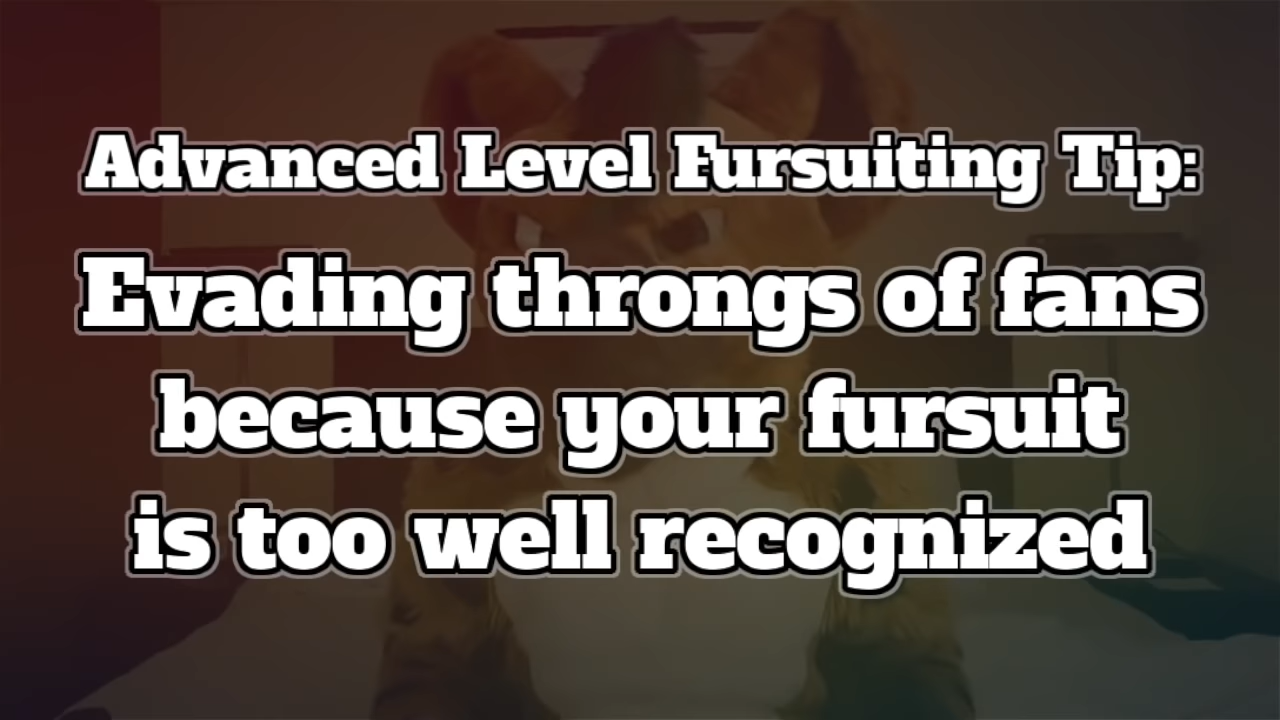 Advanced Level Fursuiting Tip:
Evading throngs of fans
because your fursuit
is too well recognized